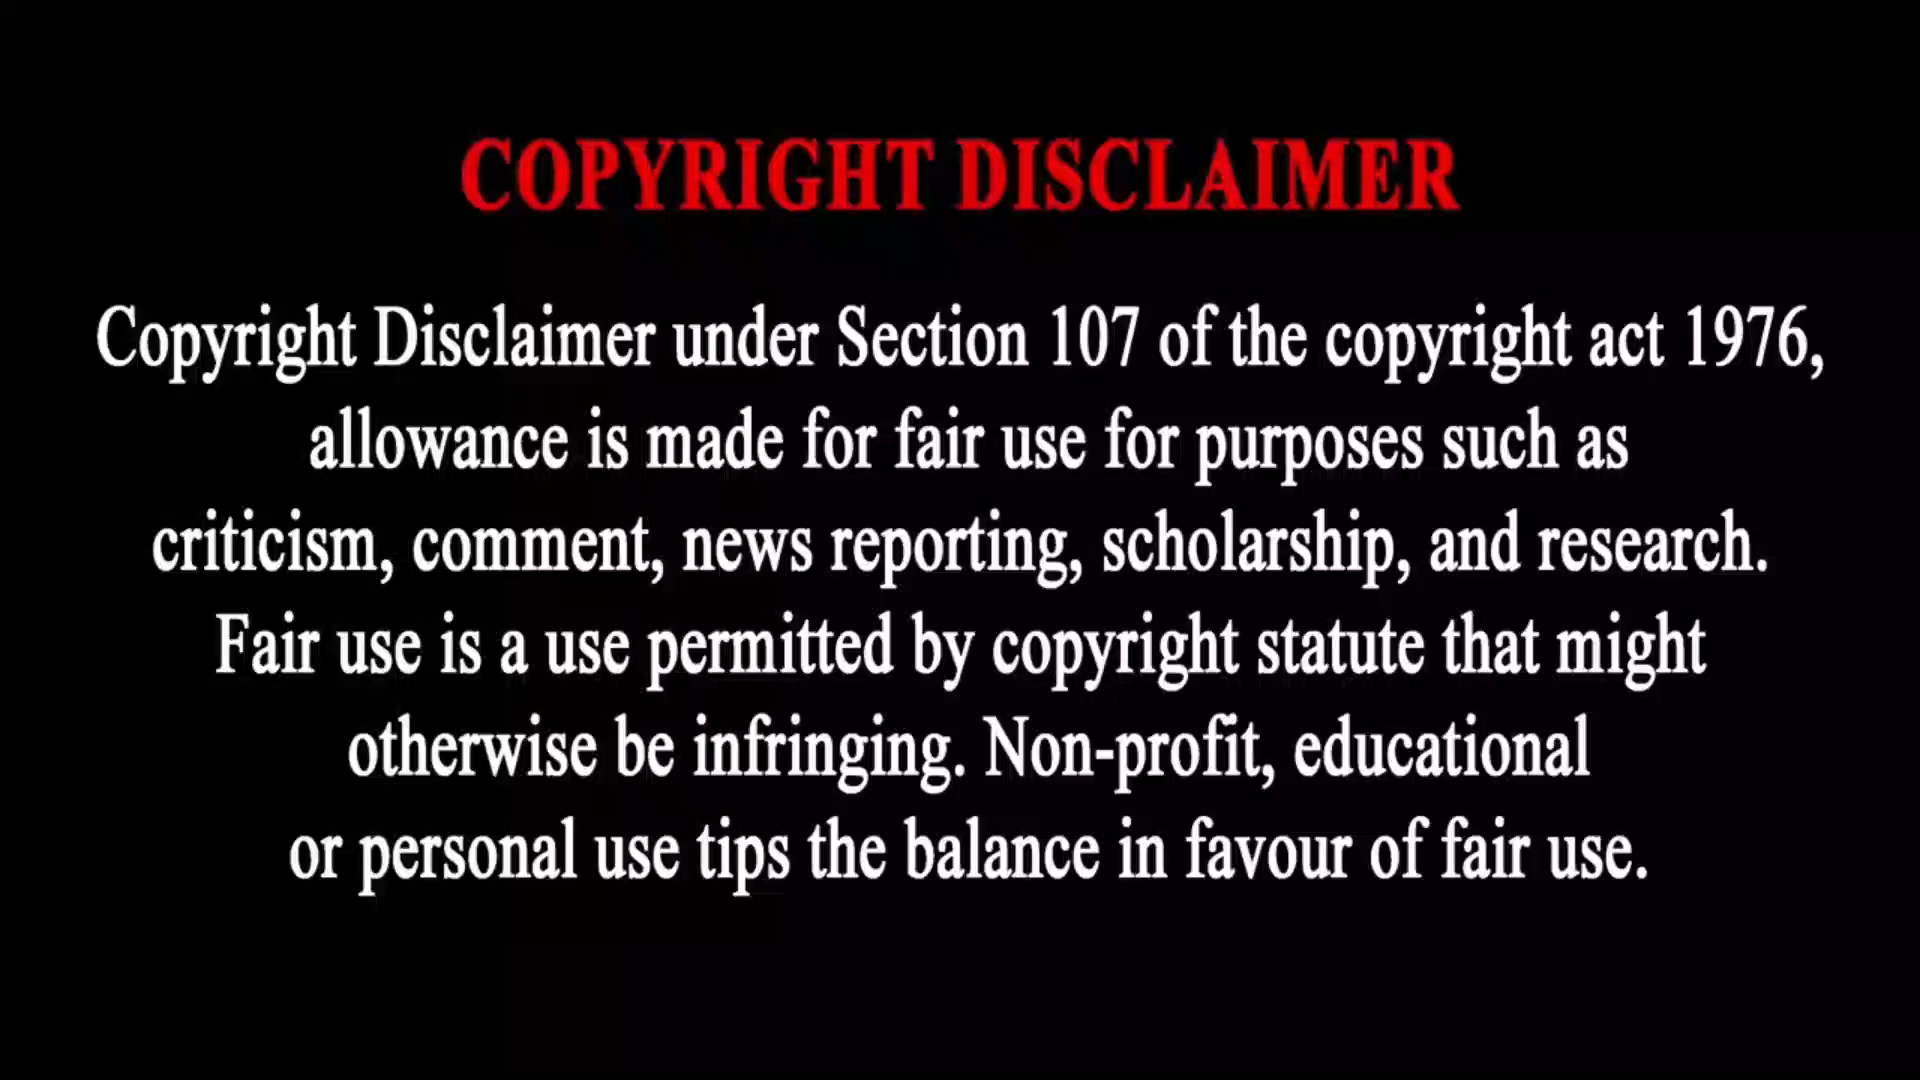 COPYRIGHT DISCLAIMER
Copyright Disclaimer under Section 107 of the copyright act 1976,
allowance is made for fair use for purposes such as
criticism, comment, news reporting, scholarship, and research.
Fair use is a use permitted by copyright statute that might
otherwise be infringing. Non-profit, educational
or personal use tips the balance in favour of fair use.